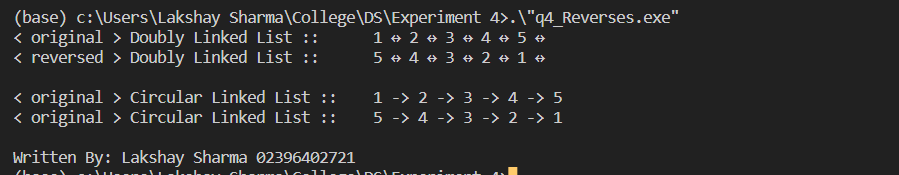 (base) c:\Users\Lakshay Sharma\College\DS\Experiment 4>.\"q4_Reverses.exe"
< original > Doubly Linked List ::     1 ⇔ 2 ⇔ 3 ⇔ 4 ⇔ 5 ⇔
< reversed > Doubly Linked List ::     5 ⇔ 4 ⇔ 3 ⇔ 2 ⇔ 1 ⇔
< original > Circular Linked List ::   1 -> 2 -> 3 -> 4 -> 5
< original > Circular Linked List ::   5 -> 4 -> 3 -> 2 -> 1
Written By: Lakshay Sharma 02396402721
(base) c:\Users\Lakshay Sharma\College\DS\Experiment 4>